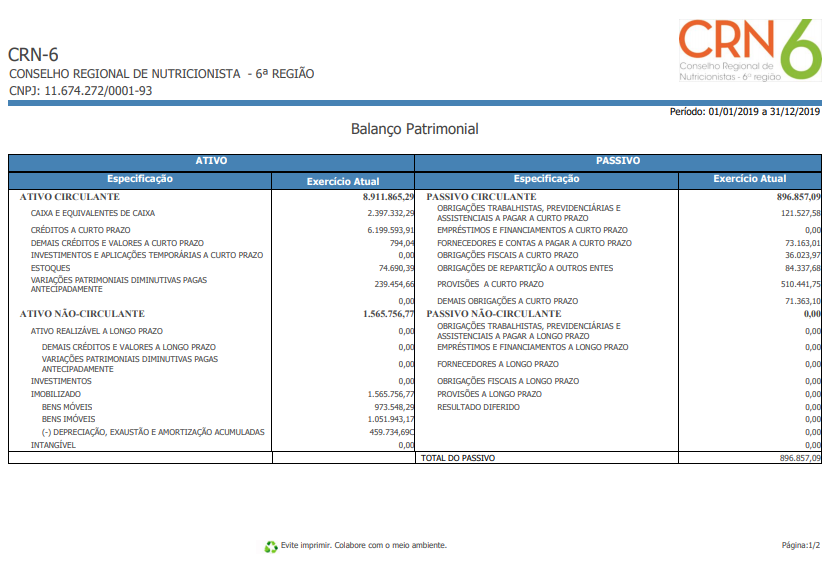 CRN-6
CONSELHO REGIONAL DE NUTRICIONISTA - 6ª REGIÃO
CNPJ: 11.674.272/0001-93
CRN6
Conselho Regional de
Nutricionistas - 6ª região
Período: 01/01/2019 a 31/12/2019
Balanço Patrimonial
ATIVO PASSIVO
Especificação Exercício Atual Especificação Exercício Atual
ATIVO CIRCULANTE 8.911.865,29
CAIXA E EQUIVALENTES DE CAIXA 2.397.332,29
CRÉDITOS A CURTO PRAZO 6.199.593,91
DEMAIS CRÉDITOS E VALORES A CURTO PRAZO 794,04
INVESTIMENTOS E APLICAÇÕES TEMPORÁRIAS A CURTO PRAZO 0,00
ESTOQUES 74.690,39
VARIAÇÕES PATRIMONIAIS DIMINUTIVAS PAGAS
ANTECIPADAMENTE 239.454,66
0,00
ATIVO NÃO-CIRCULANTE 1.565.756,77
ATIVO REALIZÁVEL A LONGO PRAZO 0,00
DEMAIS CRÉDITOS E VALORES A LONGO PRAZO 0,00
VARIAÇÕES PATRIMONIAIS DIMINUTIVAS PAGAS
ANTECIPADAMENTE 0,00
INVESTIMENTOS 0,00
IMOBILIZADO 1.565.756,77
BENS MÓVEIS 973.548,29
BENS IMÓVEIS 1.051.943,17
(-) DEPRECIAÇÃO, EXAUSTÃO E AMORTIZAÇÃO ACUMULADAS 459.734,69C
INTANGÍVEL 0,00
PASSIVO CIRCULANTE 896.857,09
OBRIGAÇÕES TRABALHISTAS, PREVIDENCIÁRIAS E
ASSISTENCIAIS A PAGAR A CURTO PRAZO 121.527,58
EMPRÉSTIMOS E FINANCIAMENTOS A CURTO PRAZO 0,00
FORNECEDORES E CONTAS A PAGAR A CURTO PRAZO 73.163,01
OBRIGAÇÕES FISCAIS A CURTO PRAZO 36.023,97
OBRIGAÇÕES DE REPARTIÇÃO A OUTROS ENTES 84.337,68
PROVISÕES A CURTO PRAZO 510.441,75
DEMAIS OBRIGAÇÕES A CURTO PRAZO 71.363,10
PASSIVO NÃO-CIRCULANTE 0,00
OBRIGAÇÕES TRABALHISTAS, PREVIDENCIÁRIAS E
ASSISTENCIAIS A PAGAR A LONGO PRAZO 0,00
EMPRÉSTIMOS E FINANCIAMENTOS A LONGO PRAZO 0,00
FORNECEDORES A LONGO PRAZO 0,00
OBRIGAÇÕES FISCAIS A LONGO PRAZO 0,00
PROVISÕES A LONGO PRAZO 0,00
RESULTADO DIFERIDO 0,00
0,00
0,00
0,00
TOTAL DO PASSIVO 896.857,09
Evite imprimir. Colabore com o meio ambiente.
Página:1/2